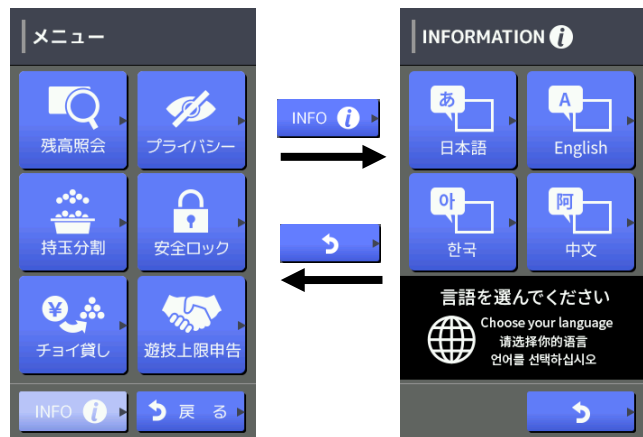 メニュー
残高照会
プライバシー
持玉分割
安全ロック
¥
チョイ貸し
遊技上限申告
INFO i
戻 る
INFO i
INFORMATION i
あ
日本語
A
English
아
한국
阿
中文
言語を選んでください
Choose your language
请选择你的语言
언어를 선택하십시오